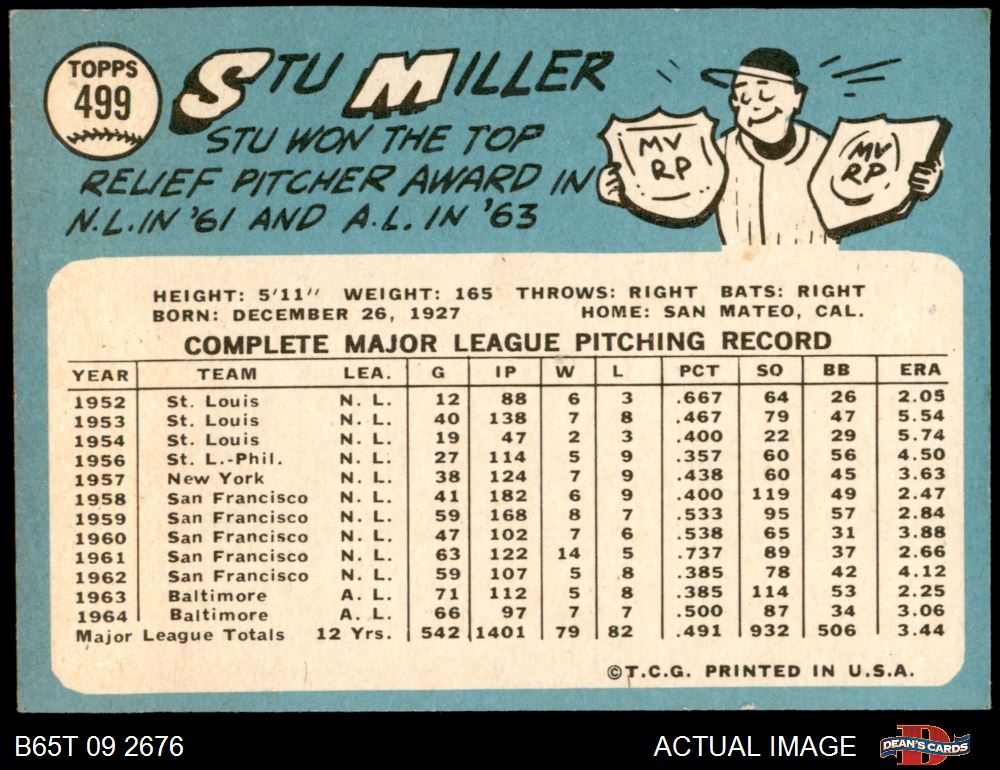 TOPPS
499
STU MILLER
STU WON THE TOP
RELIEF PITCHER AWARD IN
N.L. IN '61 AND A.L. IN '63
MV
RP
MV
RP.
HEIGHT: 5'11" WEIGHT: 165 THROWS: RIGHT BATS: RIGHT
BORN: DECEMBER 26, 1927 HOME: SAN MATEO, CAL.
COMPLETE MAJOR LEAGUE PITCHING RECORD
YEAR TEAM LEA. G IP W L PCT SO BB ERA
1952 St. Louis N. L. 12 88 6 3 .667 64 26 2.05
1953 St. Louis N. L. 40 138 7 8 .467 79 47 5.54
1954 St. Louis N. L. 19 47 2 3 .400 22 29 5.74
1956 St. L.-Phil. N. L. 27 114 5 9 .357 60 56 4.50
1957 New York N. L. 38 124 7 9 .438 60 45 3.63
1958 San Francisco N. L. 41 182 6 9 .400 119 49 2.47
1959 San Francisco N. L. 59 168 8 7 .533 95 57 2.84
1960 San Francisco N. L. 47 102 7 6 .538 65 31 3.88
1961 San Francisco N. L. 63 122 14 5 .737 89 37 2.66
1962 San Francisco N. L. 59 107 5 8 .385 78 42 4.12
1963 Baltimore A. L. 71 112 5 8 .385 114 53 2.25
1964 Baltimore A. L. 66 97 7 7 .500 87 34 3.06
Major League Totals 12 Yrs. 542 1401 79 82 .491 932 506 3.44
©T.C.G. PRINTED IN U.S.A.
B65T 09 2676 ACTUAL IMAGE
D
DEAN'S CARDS